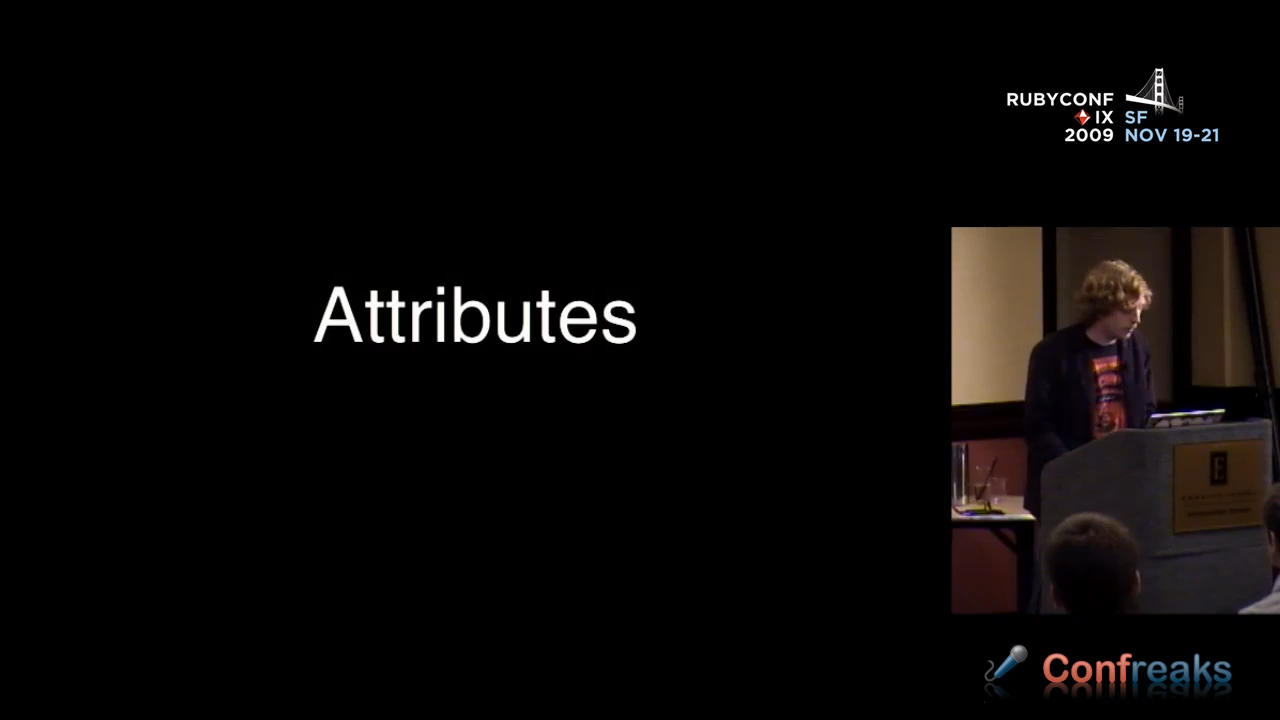 Attributes
RUBYCONF
IX SF
2009 NOV 19-21
E
Confreaks